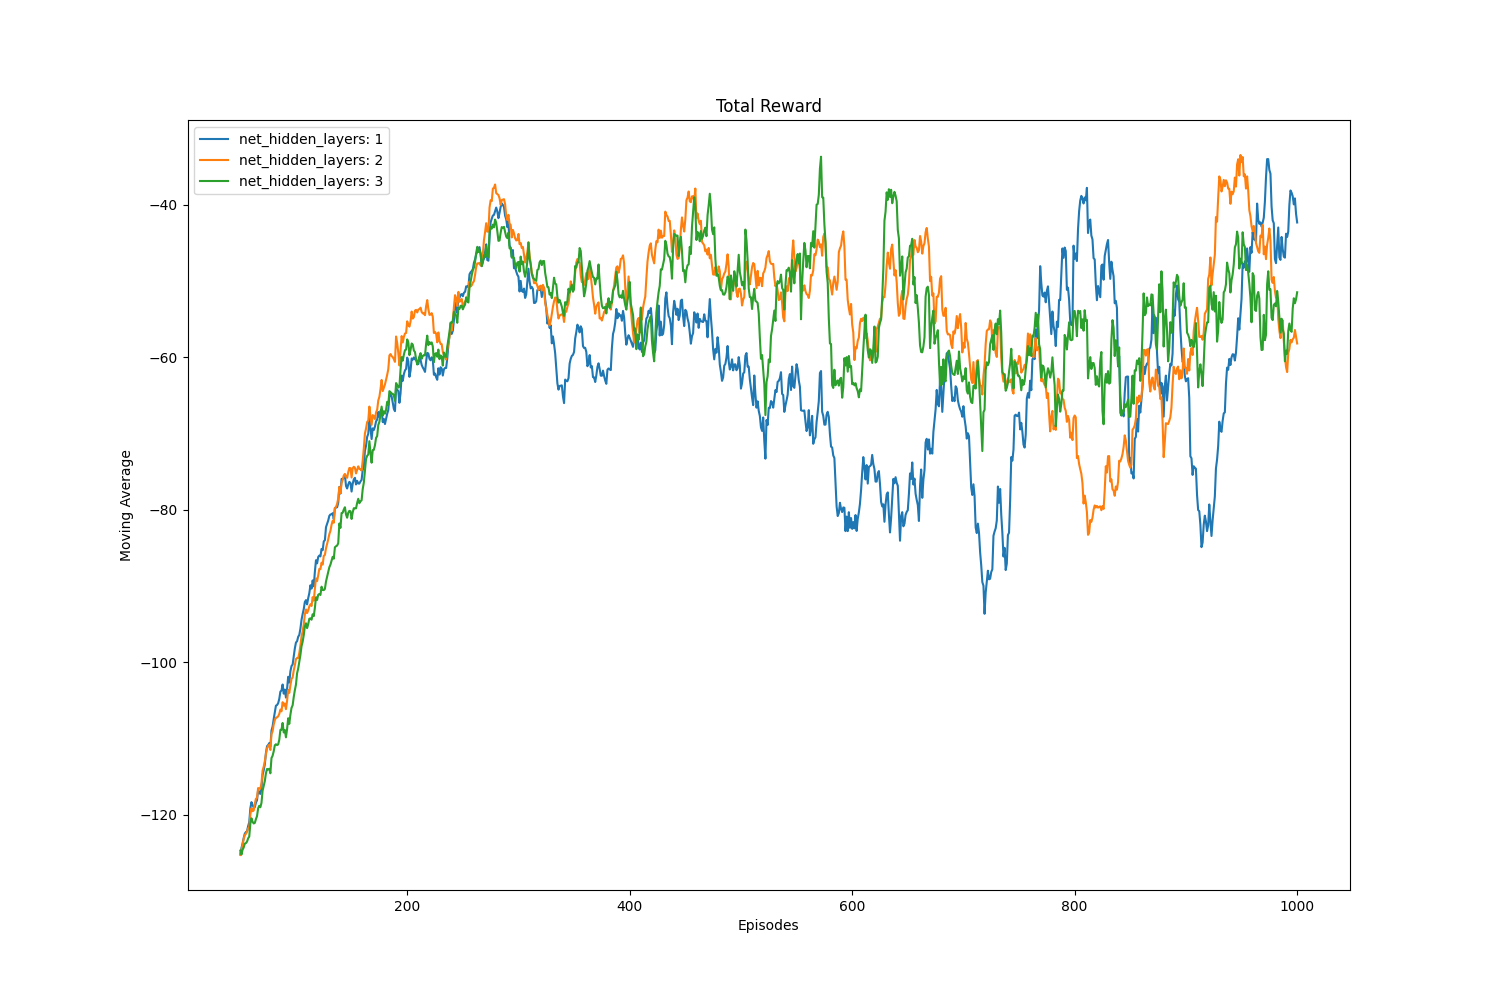 Total Reward
net_hidden_layers: 1
net_hidden_layers: 2
net_hidden_layers: 3
−40
−60
−80
−100
−120
Moving Average
200 400 600 800 1000
Episodes